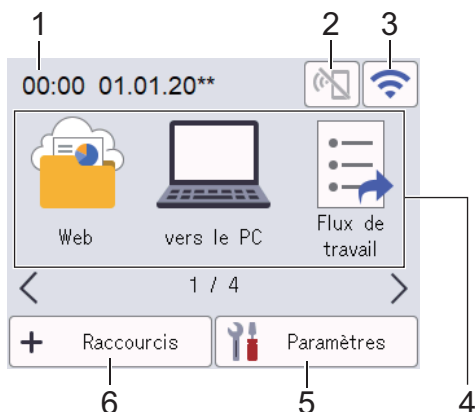 1 2 3
00:00 01.01.20**
Web vers le PC Flux de
travail
1 / 4
+ Raccourcis Paramètres
6 5 4